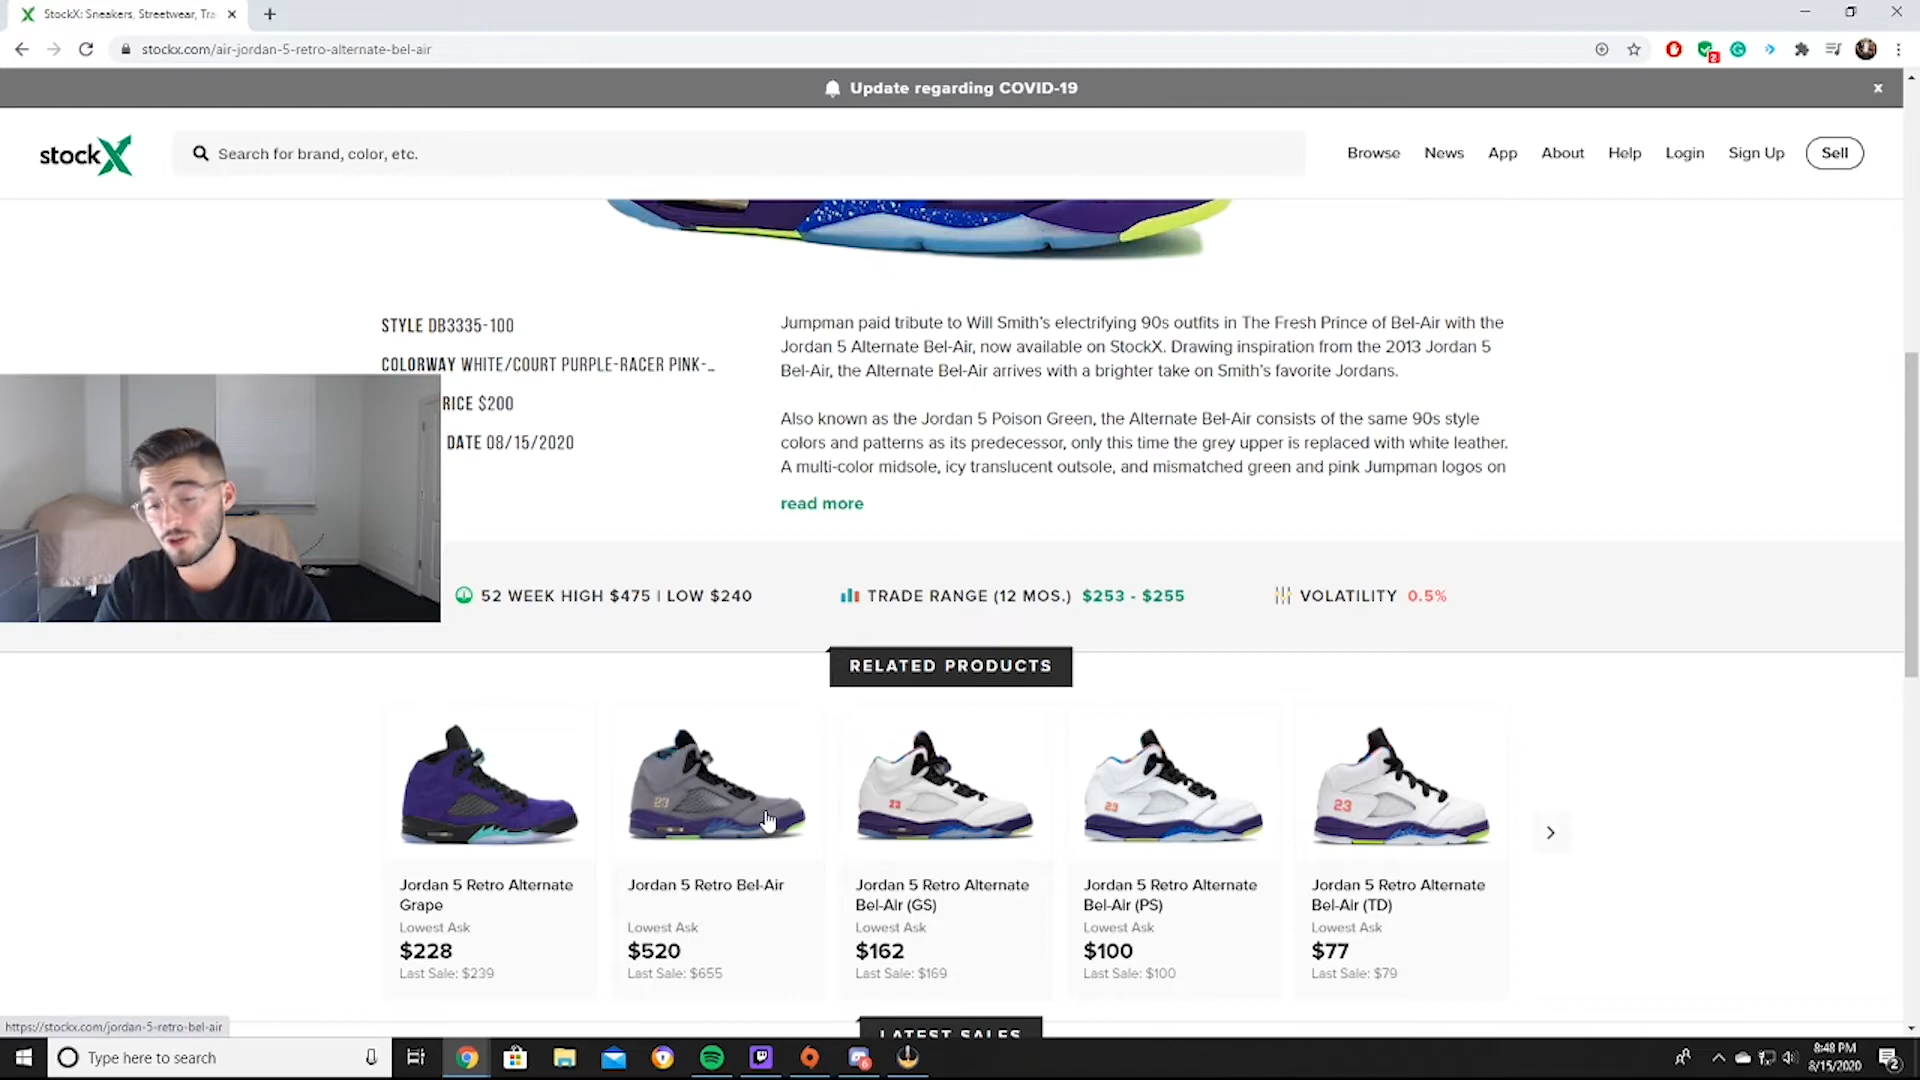 StockX: Sneakers, Streetwear, Tra
stockx.com/air-jordan-5-retro-alternate-bel-air
2
Update regarding COVID-19
stockX
Search for brand, color, etc.
Browse
News
App
About
Help
Login
Sign Up
Sell
STYLE DB3335-100
COLORWAY WHITE/COURT PURPLE-RACER PINK-...
RICE $200
DATE 08/15/2020
Jumpman paid tribute to Will Smith's electrifying 90s outfits in The Fresh Prince of Bel-Air with the
Jordan 5 Alternate Bel-Air, now available on StockX. Drawing inspiration from the 2013 Jordan 5
Bel-Air, the Alternate Bel-Air arrives with a brighter take on Smith's favorite Jordans.
Also known as the Jordan 5 Poison Green, the Alternate Bel-Air consists of the same 90s style
colors and patterns as its predecessor, only this time the grey upper is replaced with white leather.
A multi-color midsole, icy translucent outsole, and mismatched green and pink Jumpman logos on
read more
52 WEEK HIGH $475 | LOW $240
TRADE RANGE (12 MOS.) $253 - $255
VOLATILITY 0.5%
RELATED PRODUCTS
23
23
23
23
Jordan 5 Retro Alternate
Grape
Lowest Ask
$228
Last Sale: $239
Jordan 5 Retro Bel-Air
Lowest Ask
$520
Last Sale: $655
Jordan 5 Retro Alternate
Bel-Air (GS)
Lowest Ask
$162
Last Sale: $169
Jordan 5 Retro Alternate
Bel-Air (PS)
Lowest Ask
$100
Last Sale: $100
Jordan 5 Retro Alternate
Bel-Air (TD)
Lowest Ask
$77
Last Sale: $79
LATEST SALES
https://stockx.com/jordan-5-retro-bel-air
Type here to search
8:48 PM
8/15/2020
2